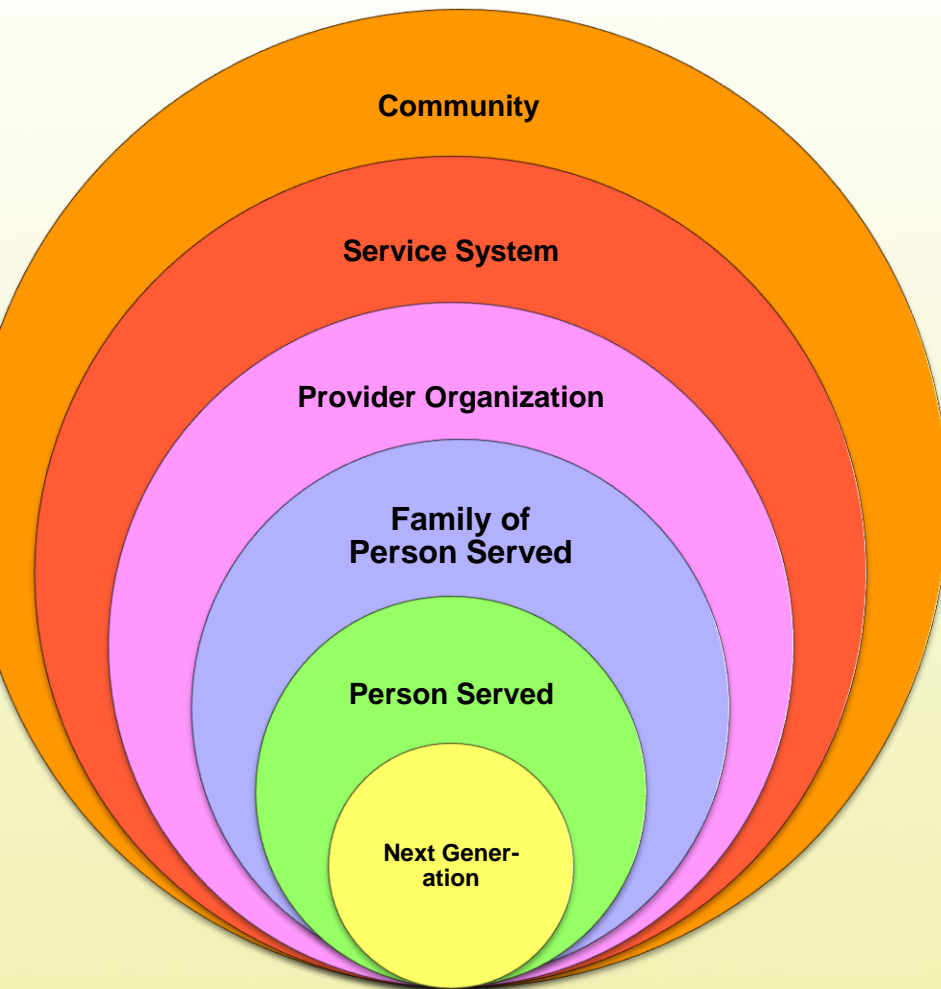 Community
Service System
Provider Organization
Family of
Person Served
Person Served
Next Gener-
ation